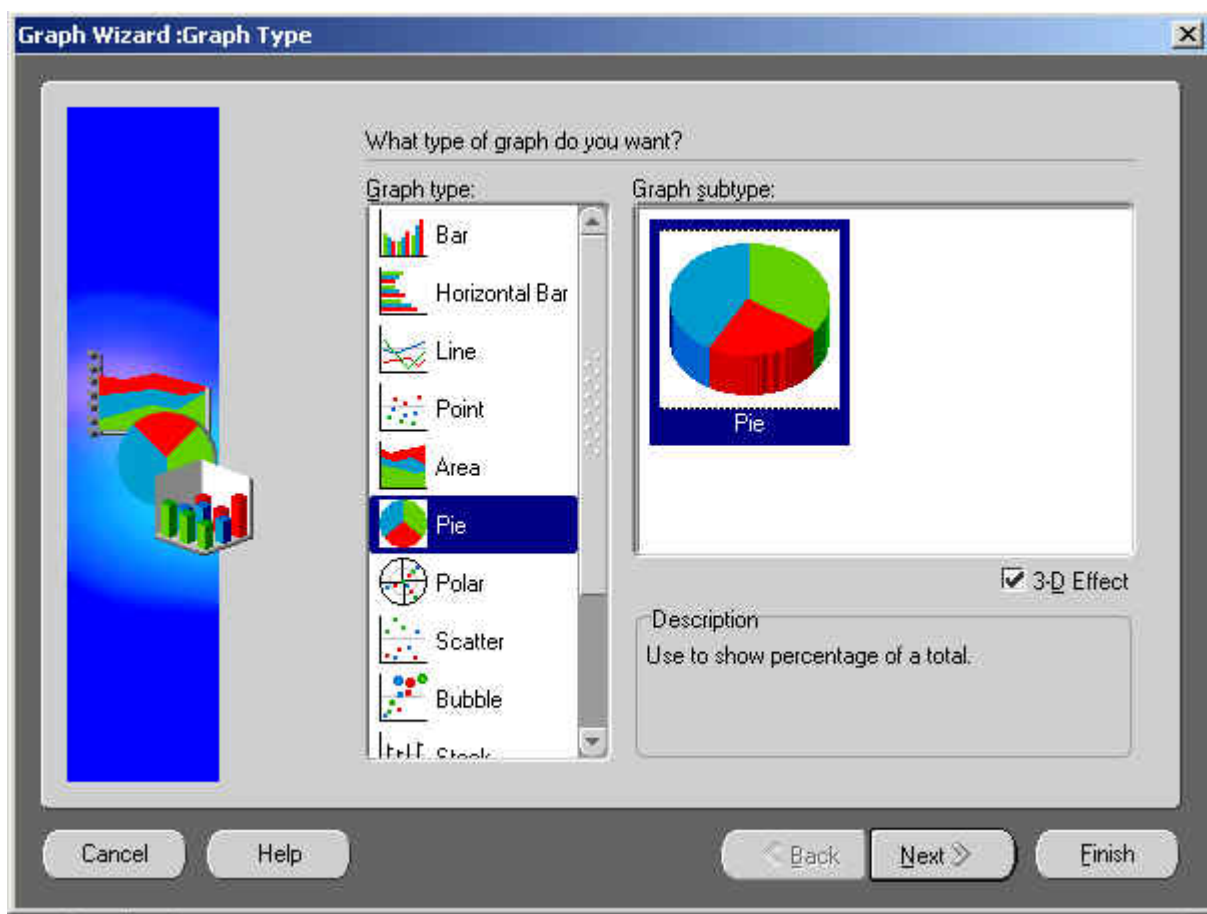 Graph Wizard :Graph Type
What type of graph do you want?
Graph type:
Bar
Horizontal Bar
Line
Point
Area
Pie
Polar
Scatter
Bubble
Stock
Graph subtype:
Pie
3-D Effect
Description
Use to show percentage of a total.
Cancel
Help
Back
Next
Finish